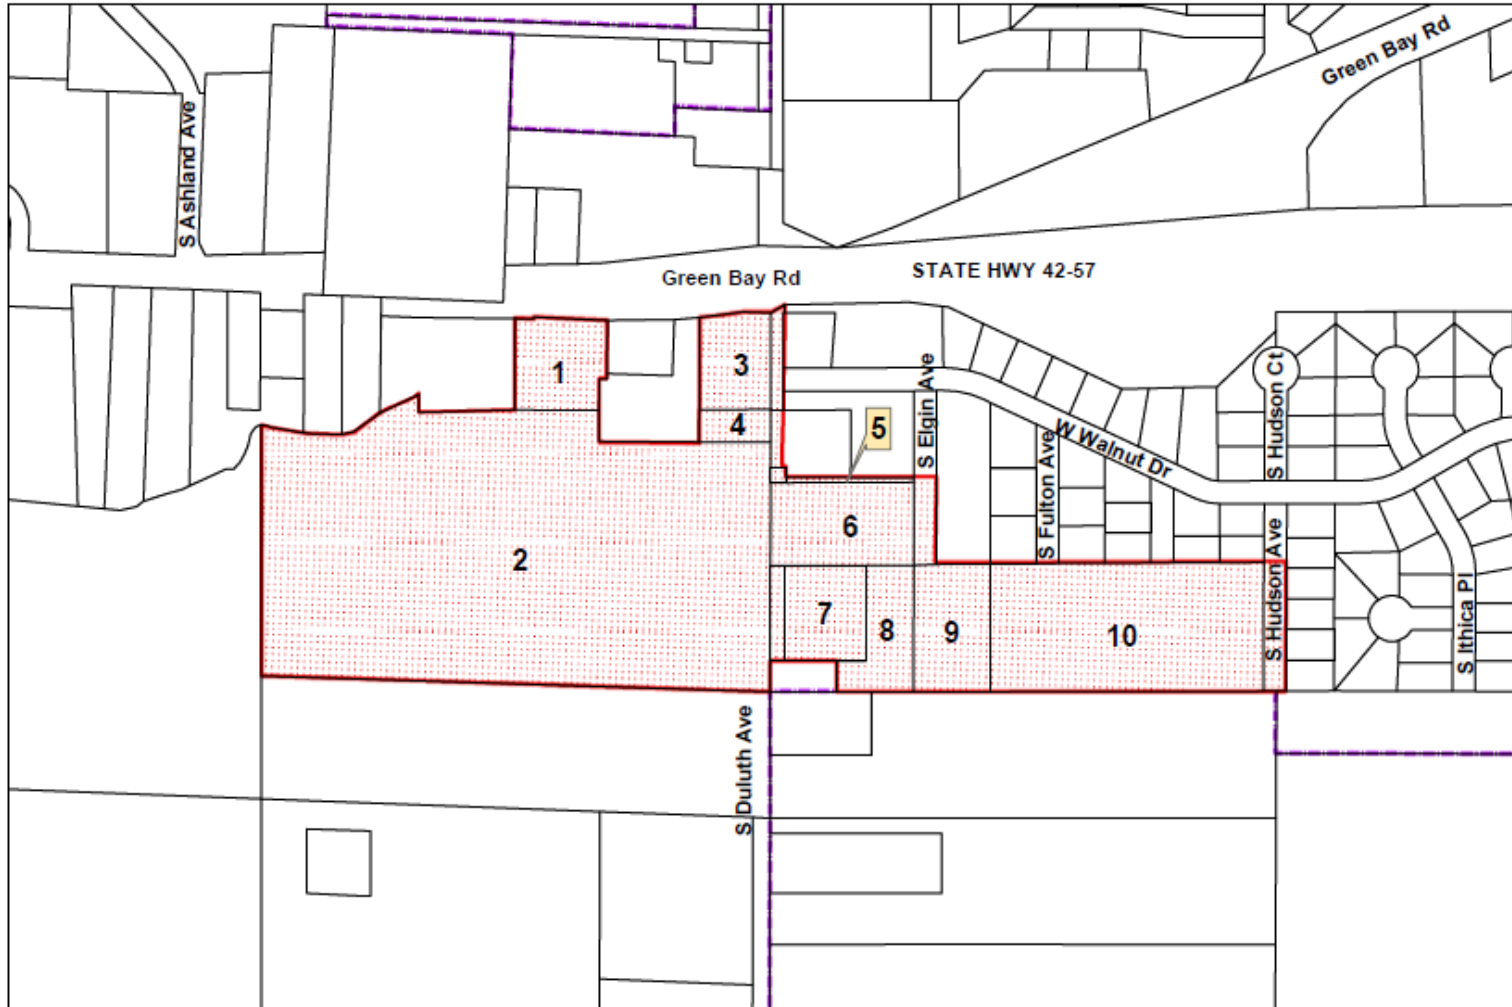 Green Bay Rd
S Ashland Ave
Green Bay Rd
STATE HWY 42-57
1
3
4
5
S Elgin Ave
W Walnut Dr
S Hudson Ct
S Fulton Ave
6
2
S Hudson Ave
7
8
9
10
S Ithica Pl
S Duluth Ave